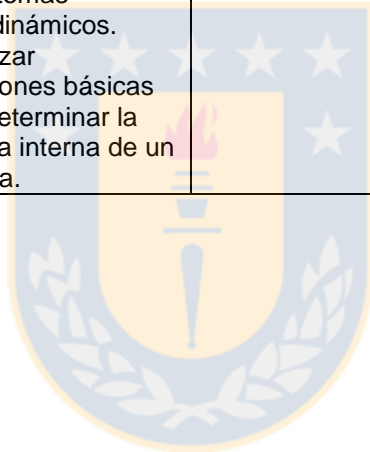 dinámicos.
zar
ones básicas
eterminar la
a interna de un
a.